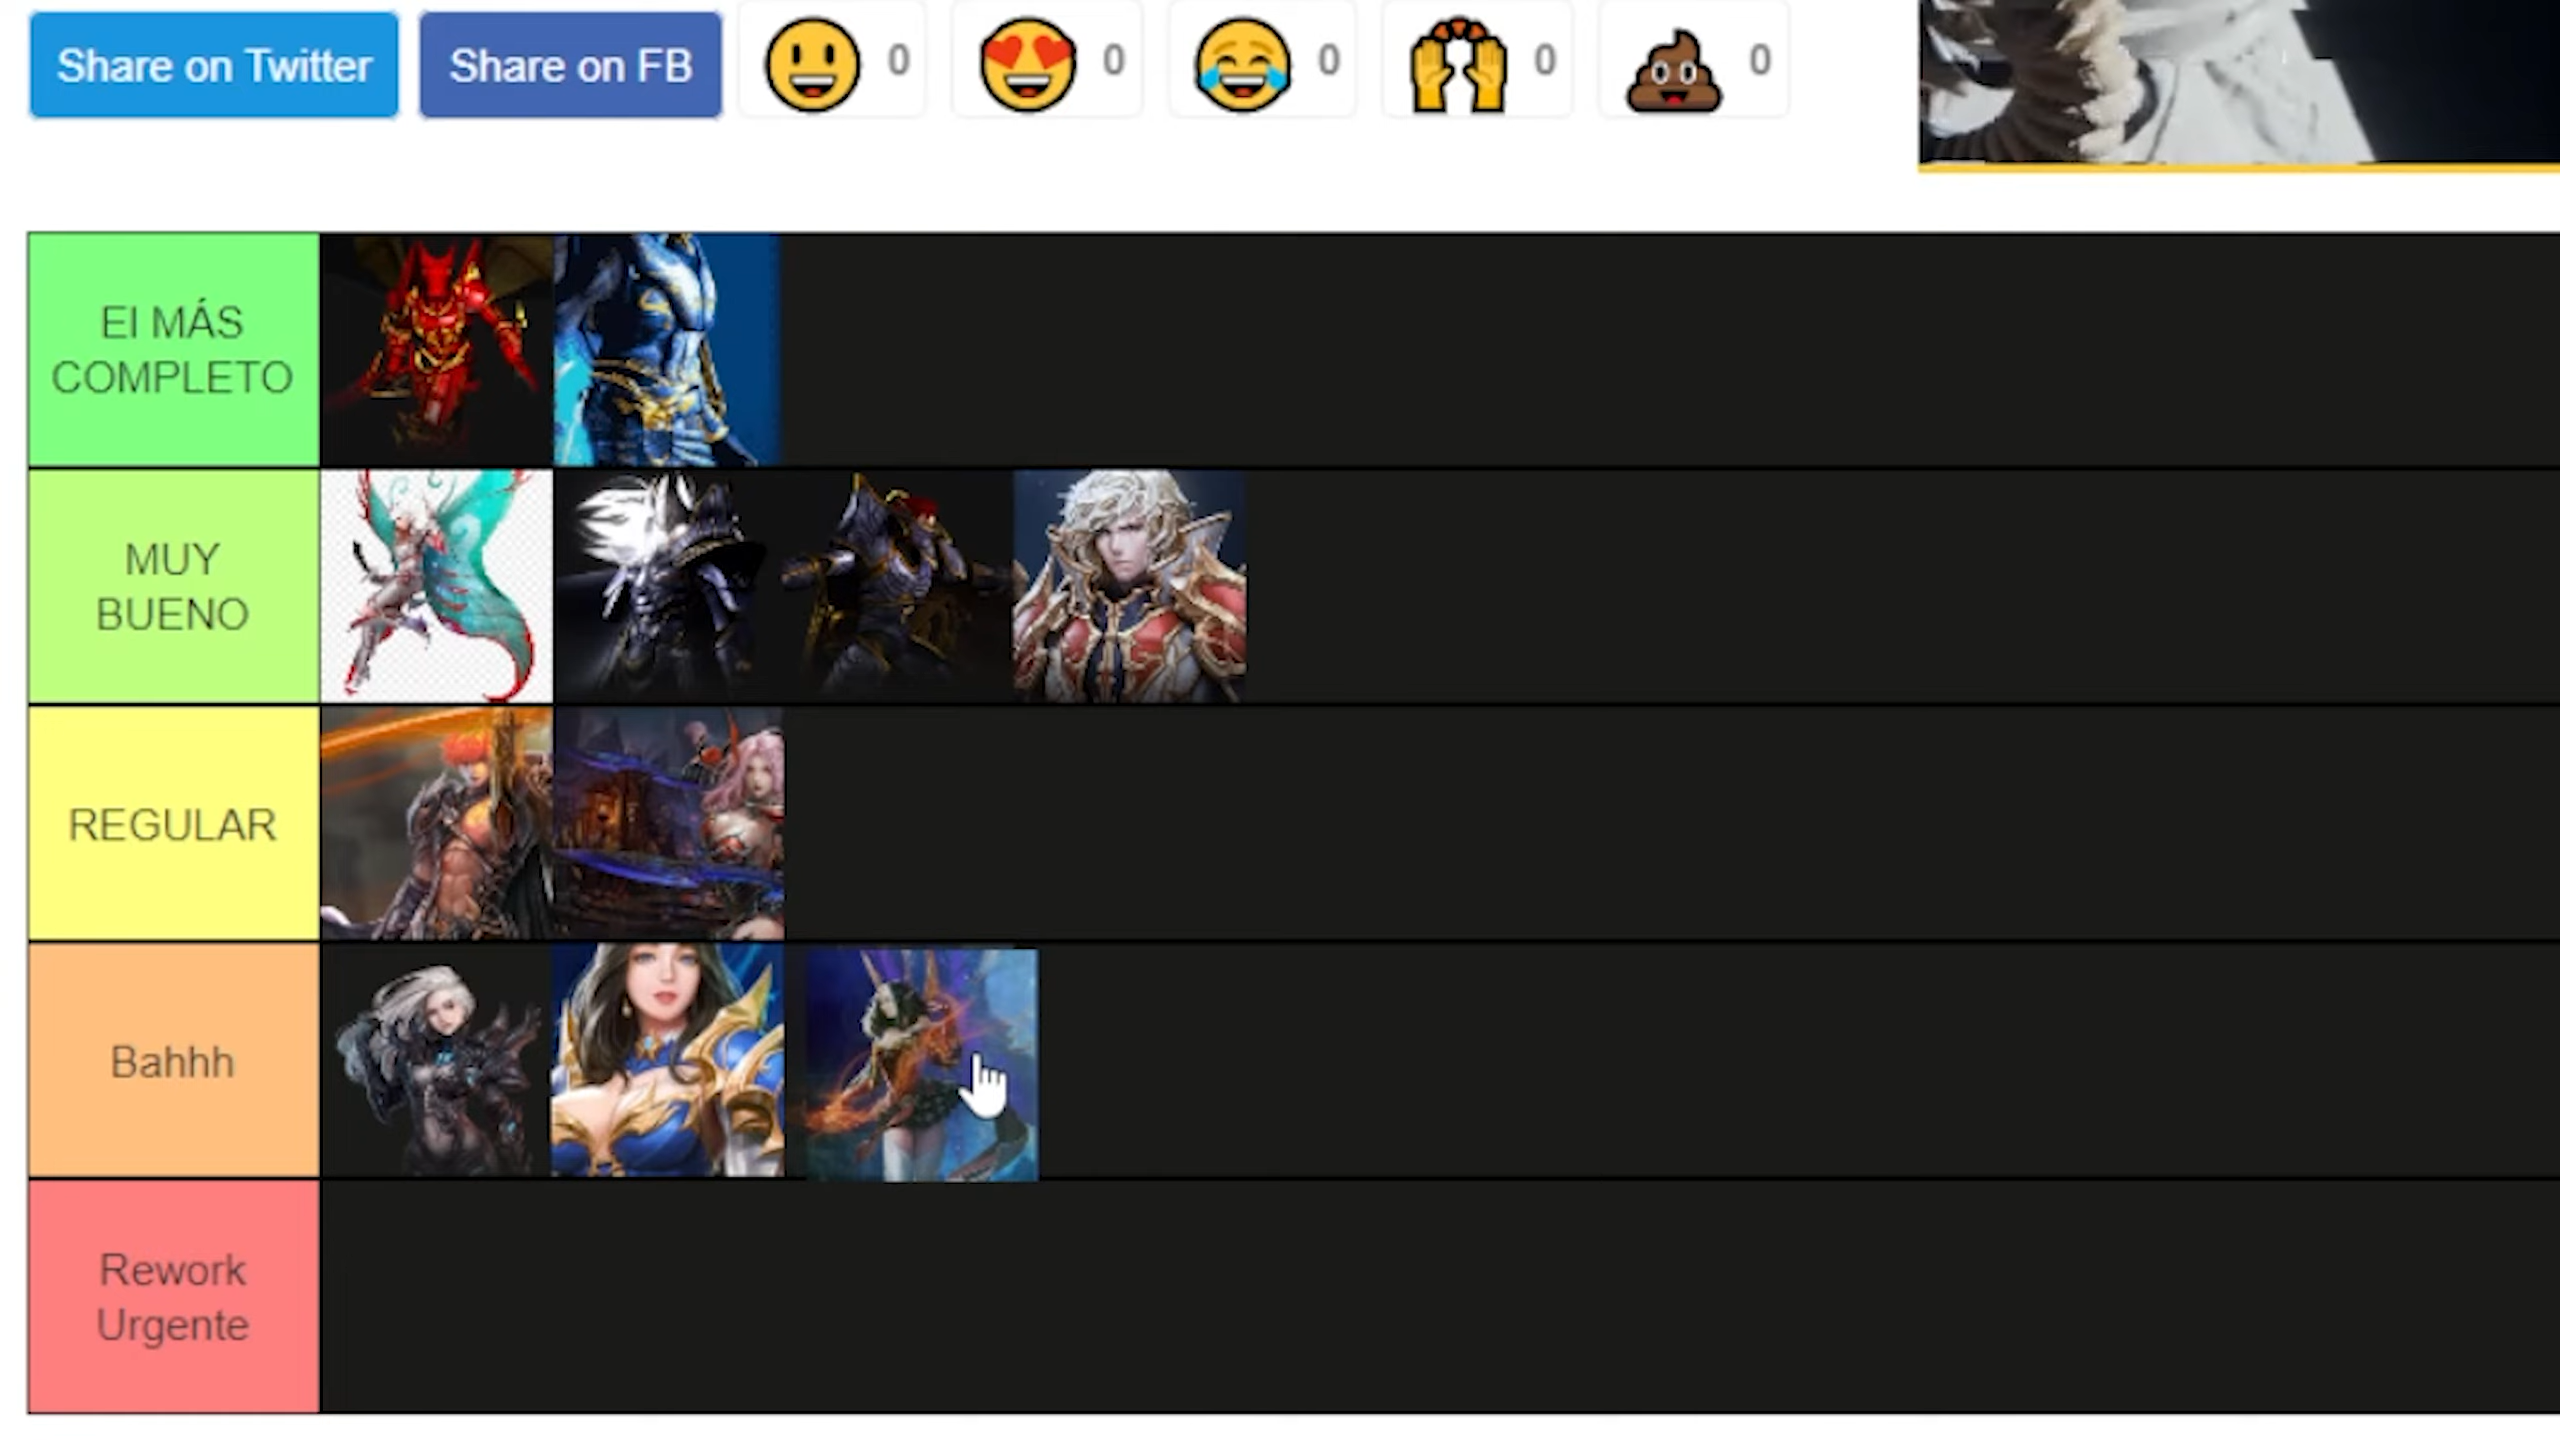 Share on Twitter
Share on FB
0
0
0
0
0
El MÁS
COMPLETO
MUY
BUENO
REGULAR
Bahhh
Rework
Urgente